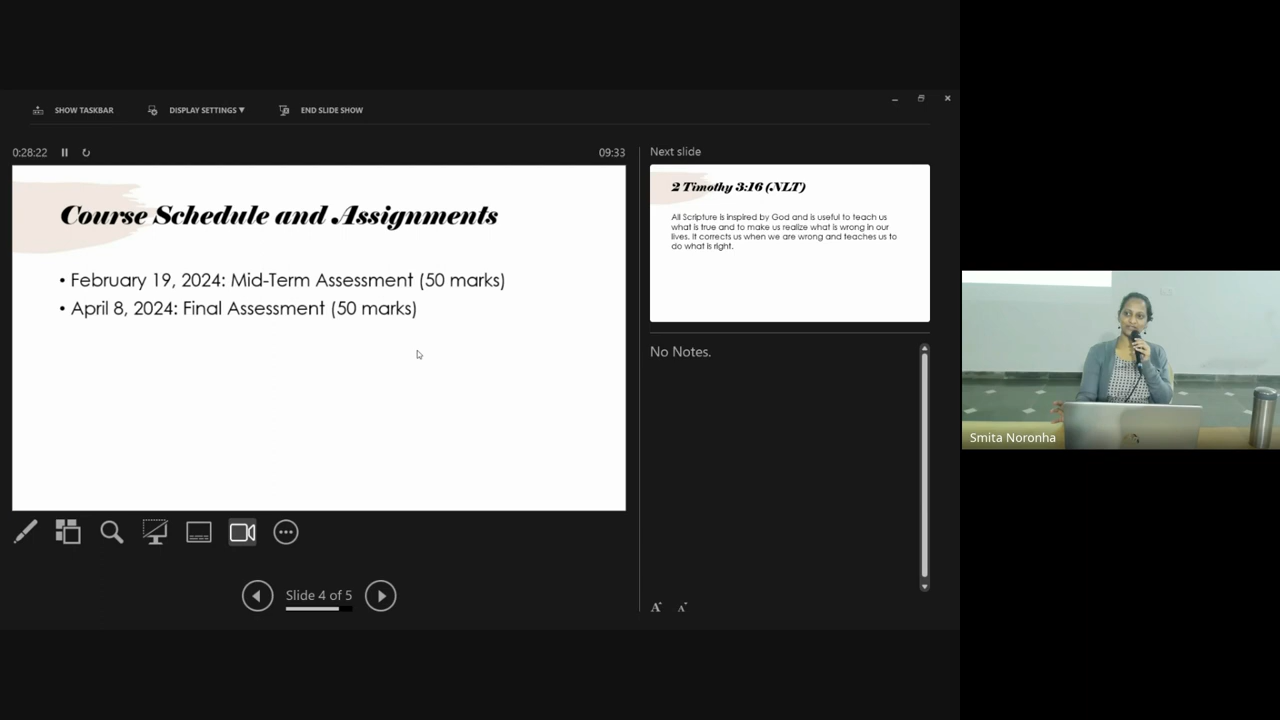 SHOW TASKBAR
DISPLAY SETTINGS ▼
END SLIDE SHOW
0:28:22
09:33
Next slide
Course Schedule and Assignments
• February 19, 2024: Mid-Term Assessment (50 marks)
• April 8, 2024: Final Assessment (50 marks)
2 Timothy 3:16 (NLT)
All Scripture is inspired by God and is useful to teach us
what is true and to make us realize what is wrong in our
lives. It corrects us when we are wrong and teaches us to
do what is right.
No Notes.
Smita Noronha
Slide 4 of 5
A A